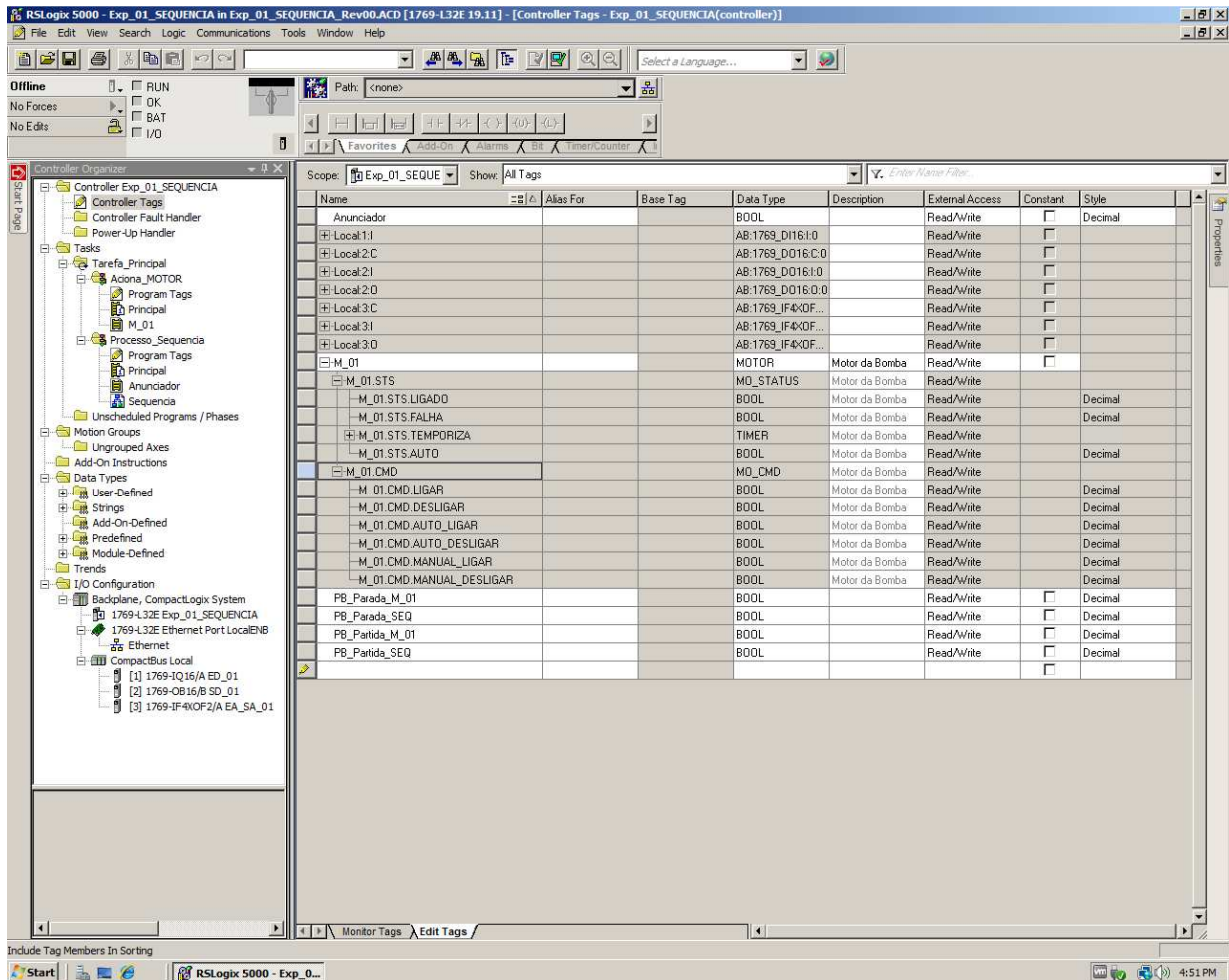 RSLogix 5000 - Exp_01_SEQUENCIA in Exp_01_SEQUENCIA_Rev00.ACD [1769-L32E 19.11] - [Controller Tags - Exp_01_SEQUENCIA(controller)]
File Edit View Search Logic Communications Tools Window Help
Select a Language...
Offline RUN
No Forces OK
No Edits BAT
I/O
Path: <none>
Favorites Add-On Alarms Bit Timer/Counter
Start Page
Controller Organizer
Controller Exp_01_SEQUENCIA
Controller Tags
Controller Fault Handler
Power-Up Handler
Tasks
Tarefa_Principal
Aciona_MOTOR
Program Tags
Principal
M_01
Processo_Sequencia
Program Tags
Principal
Anunciador
Sequencia
Unscheduled Programs / Phases
Motion Groups
Ungrouped Axes
Add-On Instructions
Data Types
User-Defined
Strings
Add-On-Defined
Predefined
Module-Defined
Trends
I/O Configuration
Backplane, CompactLogix System
1769-L32E Exp_01_SEQUENCIA
1769-L32E Ethernet Port LocalENB
Ethernet
CompactBus Local
[1] 1769-IQ16/A ED_01
[2] 1769-OB16/B SD_01
[3] 1769-IF4XOF2/A EA_SA_01
Scope: Exp_01_SEQUE Show: All Tags Enter Name Filter...
Name Alias For Base Tag Data Type Description External Access Constant Style
Anunciador BOOL Read/Write Decimal
Local:1:I AB:1769_DI16:I:0 Read/Write
Local:2:C AB:1769_DO16:C:0 Read/Write
Local:2:I AB:1769_DO16:I:0 Read/Write
Local:2:O AB:1769_DO16:O:0 Read/Write
Local:3:C AB:1769_IF4XOF... Read/Write
Local:3:I AB:1769_IF4XOF... Read/Write
Local:3:O AB:1769_IF4XOF... Read/Write
M_01 MOTOR Motor da Bomba Read/Write
M_01.STS MO_STATUS Motor da Bomba Read/Write
M_01.STS.LIGADO BOOL Motor da Bomba Read/Write Decimal
M_01.STS.FALHA BOOL Motor da Bomba Read/Write Decimal
M_01.STS.TEMPORIZA TIMER Motor da Bomba Read/Write
M_01.STS.AUTO BOOL Motor da Bomba Read/Write Decimal
M_01.CMD MO_CMD Motor da Bomba Read/Write
M_01.CMD.LIGAR BOOL Motor da Bomba Read/Write Decimal
M_01.CMD.DESLIGAR BOOL Motor da Bomba Read/Write Decimal
M_01.CMD.AUTO_LIGAR BOOL Motor da Bomba Read/Write Decimal
M_01.CMD.AUTO_DESLIGAR BOOL Motor da Bomba Read/Write Decimal
M_01.CMD.MANUAL_LIGAR BOOL Motor da Bomba Read/Write Decimal
M_01.CMD.MANUAL_DESLIGAR BOOL Motor da Bomba Read/Write Decimal
PB_Parada_M_01 BOOL Read/Write Decimal
PB_Parada_SEQ BOOL Read/Write Decimal
PB_Partida_M_01 BOOL Read/Write Decimal
PB_Partida_SEQ BOOL Read/Write Decimal
Properties
Monitor Tags Edit Tags
Include Tag Members In Sorting
Start RSLogix 5000 - Exp_0... 4:51 PM